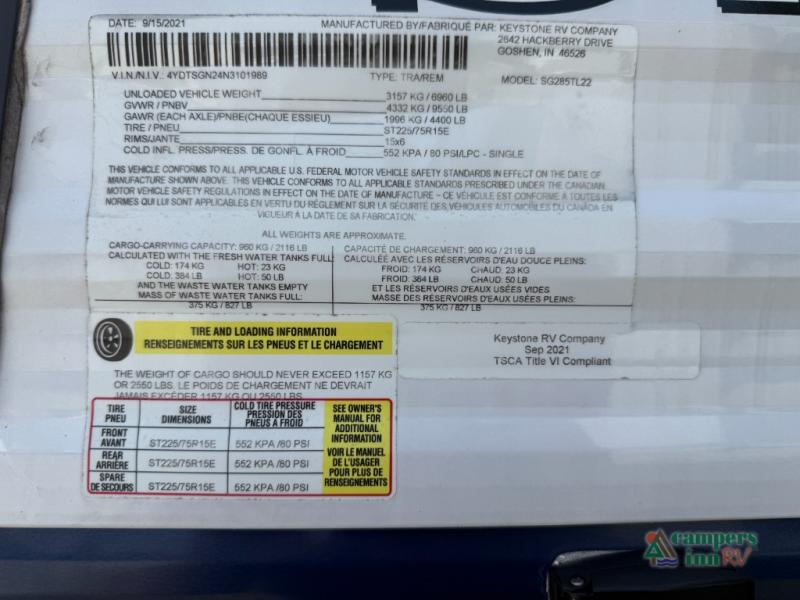 DATE: 9/15/2021
MANUFACTURED BY/FABRIQUÉ PAR: KEYSTONE RV COMPANY
2642 HACKBERRY DRIVE
GOSHEN, IN 46526
V.I.N./N.I.V.: 4YDTSGN24N3101989 TYPE: TRA/REM MODEL: SG285TL22
UNLOADED VEHICLE WEIGHT 3157 KG / 6960 LB
GVWR / PNBV 4332 KG / 9550 LB
GAWR (EACH AXLE)/PNBE(CHAQUE ESSIEU) 1996 KG / 4400 LB
TIRE / PNEU ST225/75R15E
RIMS/JANTE 15x6
COLD INFL. PRESS./PRESS. DE GONFL. À FROID 552 KPA / 80 PSI/LPC - SINGLE
THIS VEHICLE CONFORMS TO ALL APPLICABLE U.S. FEDERAL MOTOR VEHICLE SAFETY STANDARDS IN EFFECT ON THE DATE OF
MANUFACTURE SHOWN ABOVE. THIS VEHICLE CONFORMS TO ALL APPLICABLE STANDARDS PRESCRIBED UNDER THE CANADIAN
MOTOR VEHICLE SAFETY REGULATIONS IN EFFECT ON THE DATE OF MANUFACTURE – CE VÉHICULE EST CONFORME À TOUTES LES
NORMES QUI LUI SONT APPLICABLES EN VERTU DU RÈGLEMENT SUR LA SÉCURITÉ DES VÉHICULES AUTOMOBILES DU CANADA EN
VIGUEUR À LA DATE DE SA FABRICATION.
ALL WEIGHTS ARE APPROXIMATE.
CARGO-CARRYING CAPACITY: 960 KG / 2116 LB
CALCULATED WITH THE FRESH WATER TANKS FULL:
COLD: 174 KG HOT: 23 KG
COLD: 384 LB HOT: 50 LB
AND THE WASTE WATER TANKS EMPTY
MASS OF WASTE WATER TANKS FULL:
375 KG / 827 LB
CAPACITÉ DE CHARGEMENT: 960 KG / 2116 LB
CALCULÉE AVEC LES RÉSERVOIRS D'EAU DOUCE PLEINS:
FROID: 174 KG CHAUD: 23 KG
FROID: 384 LB CHAUD: 50 LB
ET LES RÉSERVOIRS D'EAUX USÉES VIDES
MASSE DES RÉSERVOIRS D'EAUX USÉES PLEINS:
375 KG / 827 LB
TIRE AND LOADING INFORMATION
RENSEIGNEMENTS SUR LES PNEUS ET LE CHARGEMENT
THE WEIGHT OF CARGO SHOULD NEVER EXCEED 1157 KG
OR 2550 LBS. LE POIDS DE CHARGEMENT NE DEVRAIT
JAMAIS EXCÉDER 1157 KG OU 2550 LBS.
TIRE
PNEU
SIZE
DIMENSIONS
COLD TIRE PRESSURE
PRESSION DES
PNEUS A FROID
FRONT
AVANT
ST225/75R15E 552 KPA /80 PSI
REAR
ARRIÈRE
ST225/75R15E 552 KPA /80 PSI
SPARE
DE SECOURS
ST225/75R15E 552 KPA /80 PSI
SEE OWNER'S
MANUAL FOR
ADDITIONAL
INFORMATION
VOIR LE MANUEL
DE L'USAGER
POUR PLUS DE
RENSEIGNEMENTS
Keystone RV Company
Sep 2021
TSCA Title VI Compliant
campers
inn RV